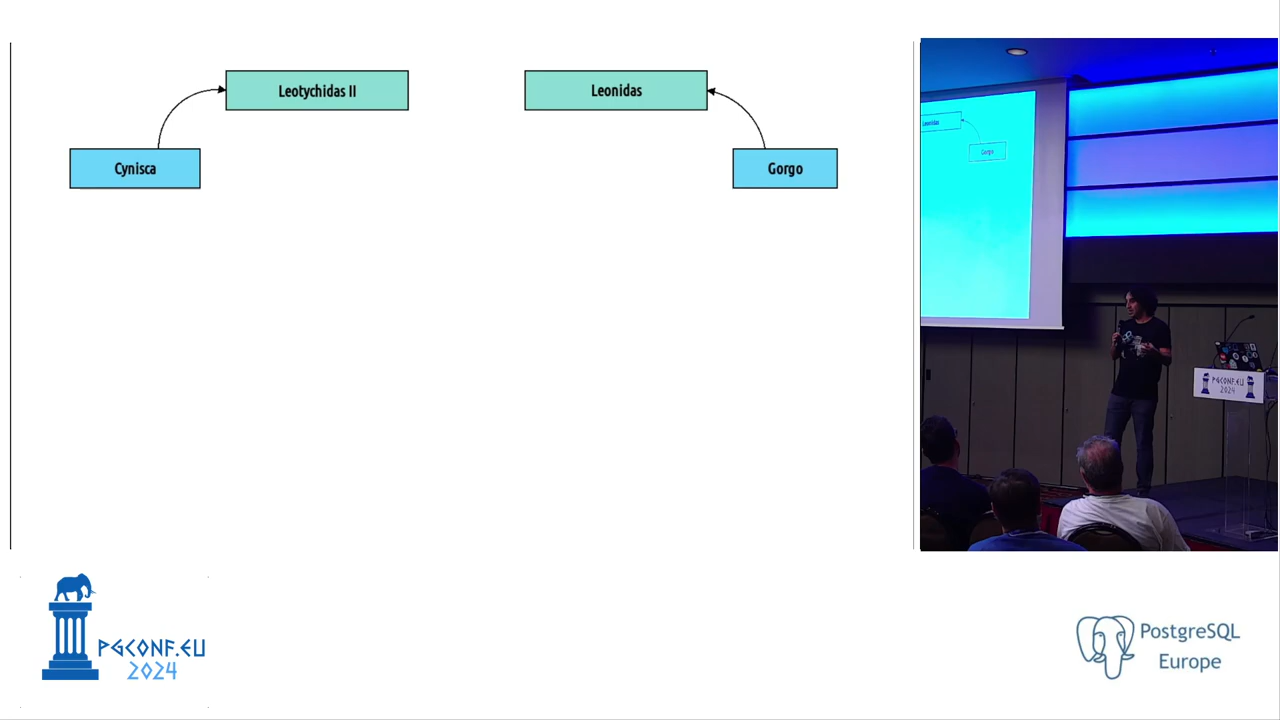 Leotychidas II
Leonidas
Cynisca
Gorgo
Leonidas
Gorgo
PGCONF.EU
2024
PGCONF.EU
2024
PostgreSQL
Europe